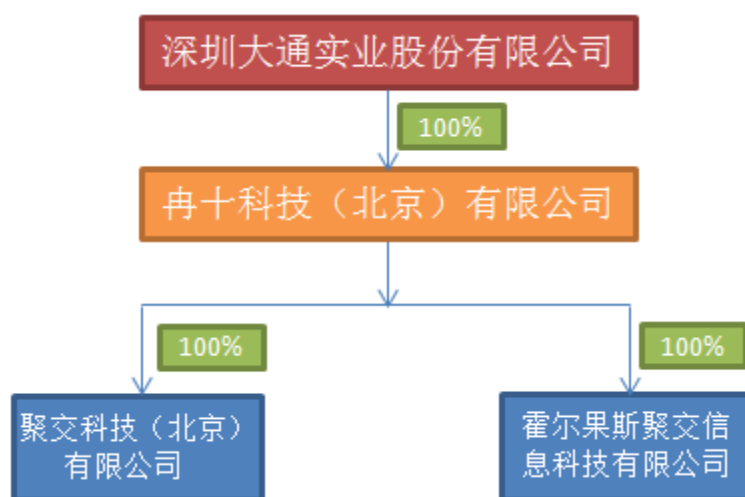 深圳大通实业股份有限公司
100%
冉十科技（北京）有限公司
100%
100%
聚交科技（北京）
有限公司
霍尔果斯聚交信
息科技有限公司